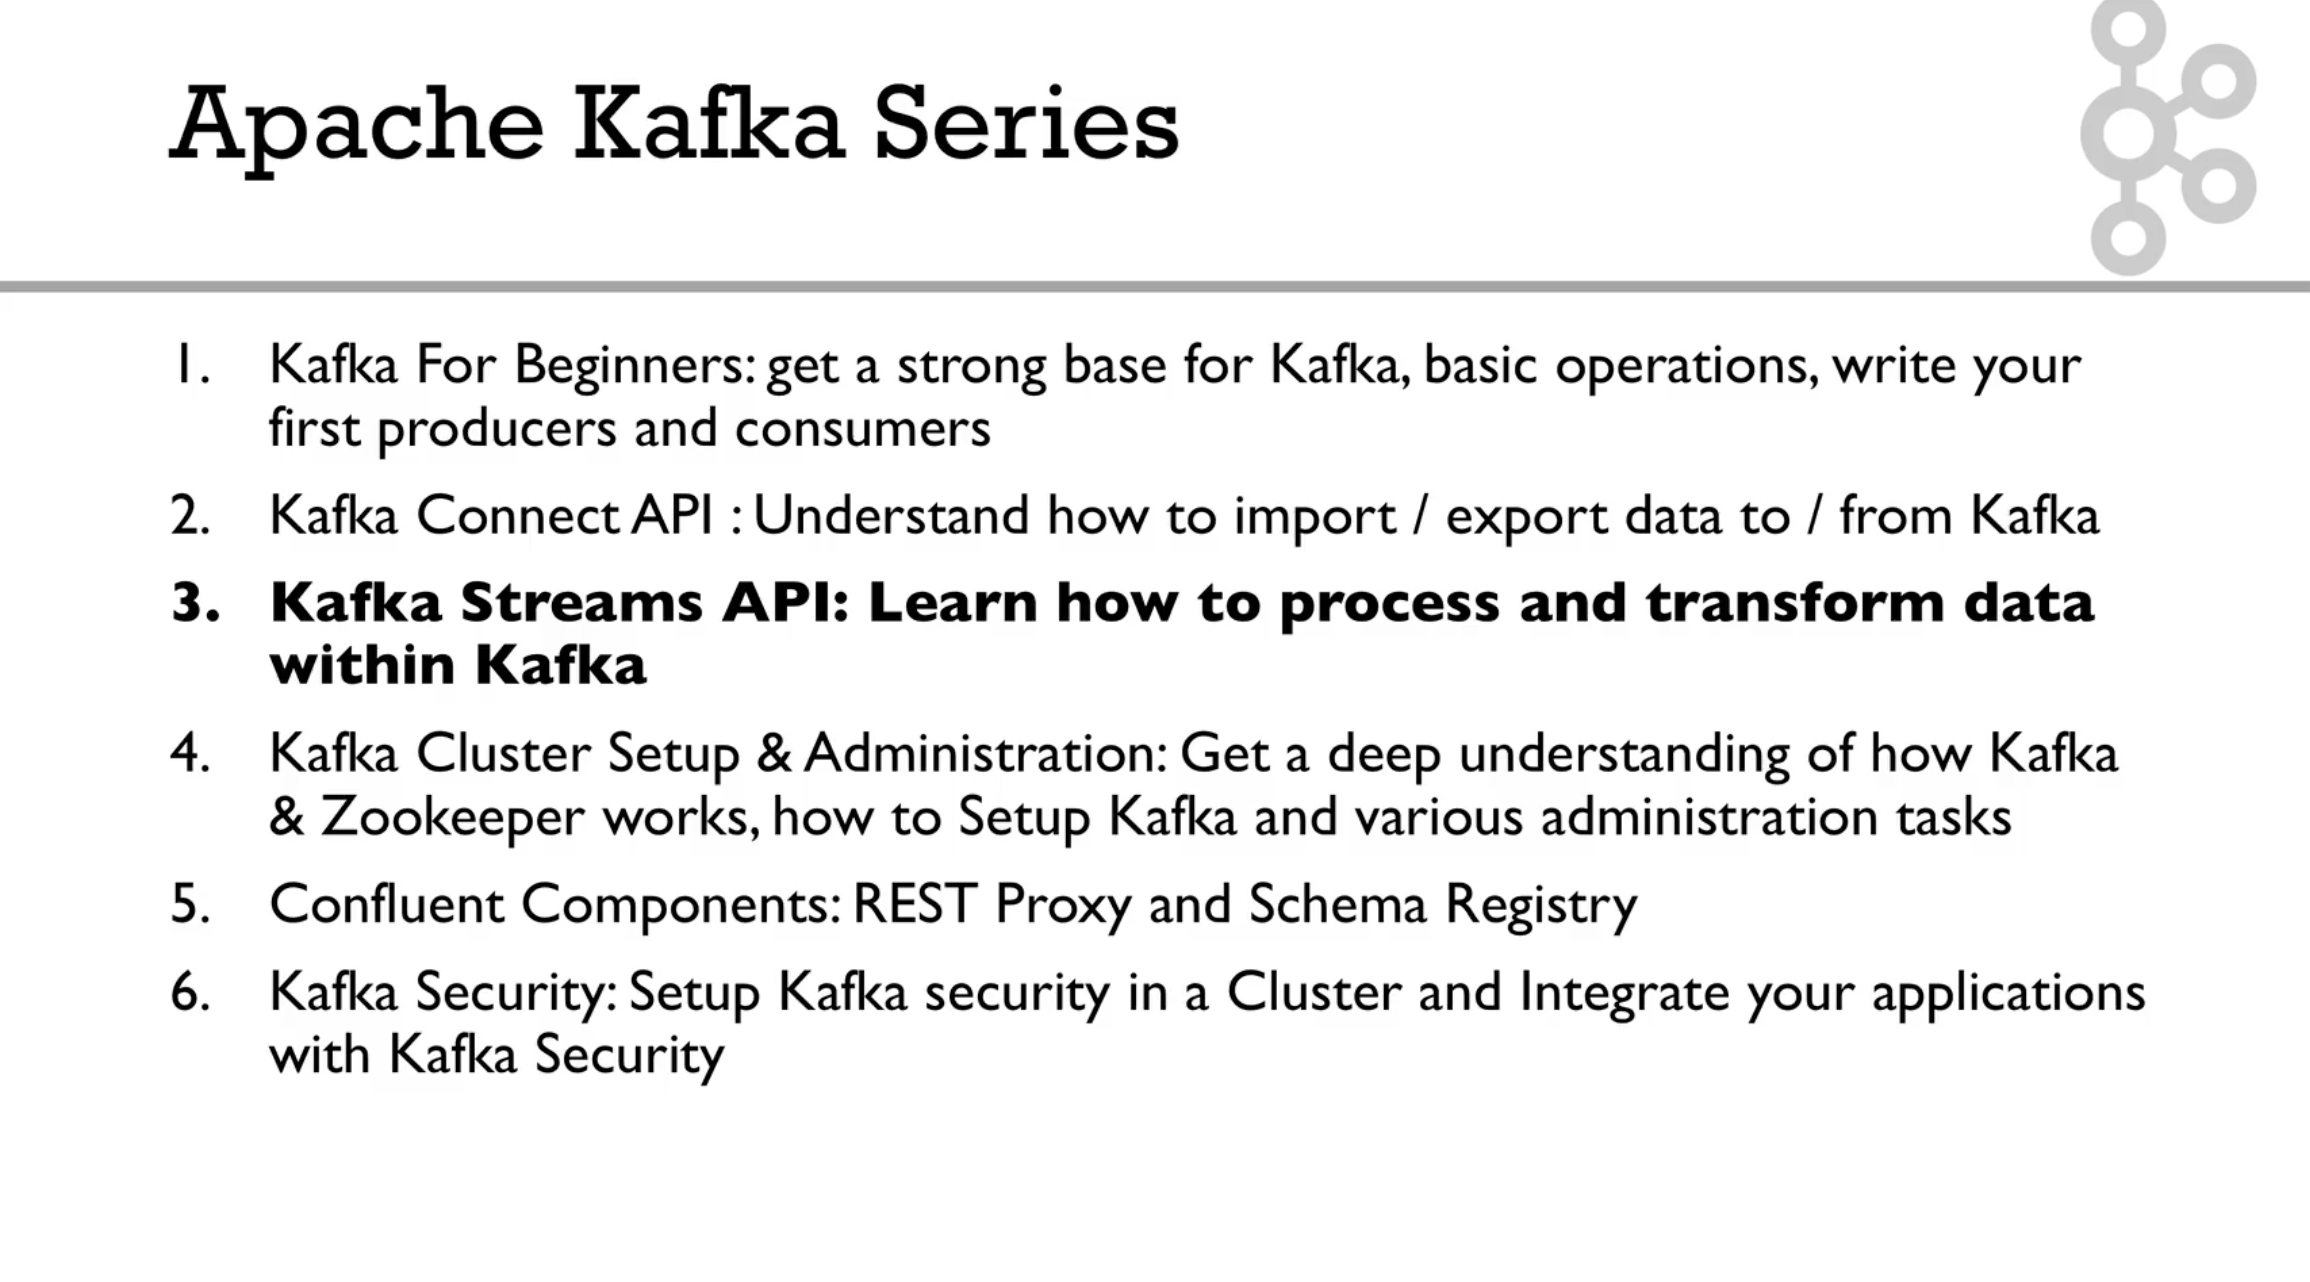 Apache Kafka Series
1. Kafka For Beginners: get a strong base for Kafka, basic operations, write your
first producers and consumers
2. Kafka Connect API : Understand how to import / export data to / from Kafka
3. Kafka Streams API: Learn how to process and transform data
within Kafka
4. Kafka Cluster Setup & Administration: Get a deep understanding of how Kafka
& Zookeeper works, how to Setup Kafka and various administration tasks
5. Confluent Components: REST Proxy and Schema Registry
6. Kafka Security: Setup Kafka security in a Cluster and Integrate your applications
with Kafka Security